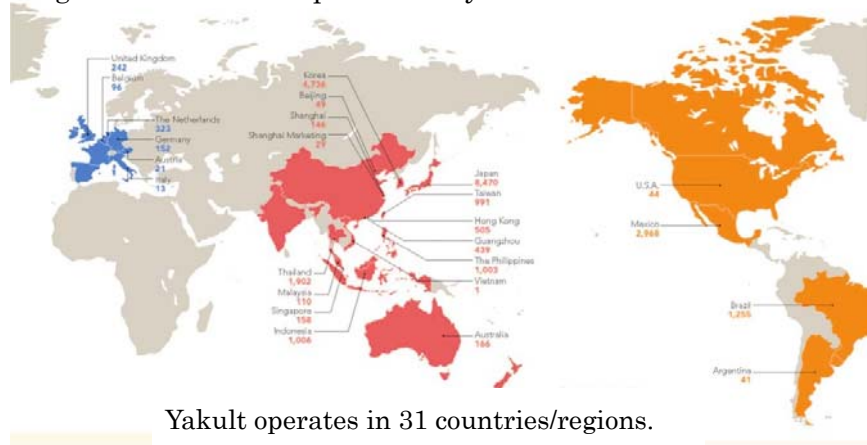 United Kingdom
242
Belgium
96
The Netherlands
323
Germany
152
Austria
21
Italy
13
Korea
4,736
Beijing
49
Shanghai
146
Shanghai Marketing
29
Japan
8,470
Taiwan
991
Hong Kong
505
Guangzhou
439
The Philippines
1,003
Vietnam
1
Thailand
1,902
Malaysia
110
Singapore
158
Indonesia
1,006
Australia
166
U.S.A.
44
Mexico
2,968
Brazil
1,255
Argentina
41
Yakult operates in 31 countries/regions.